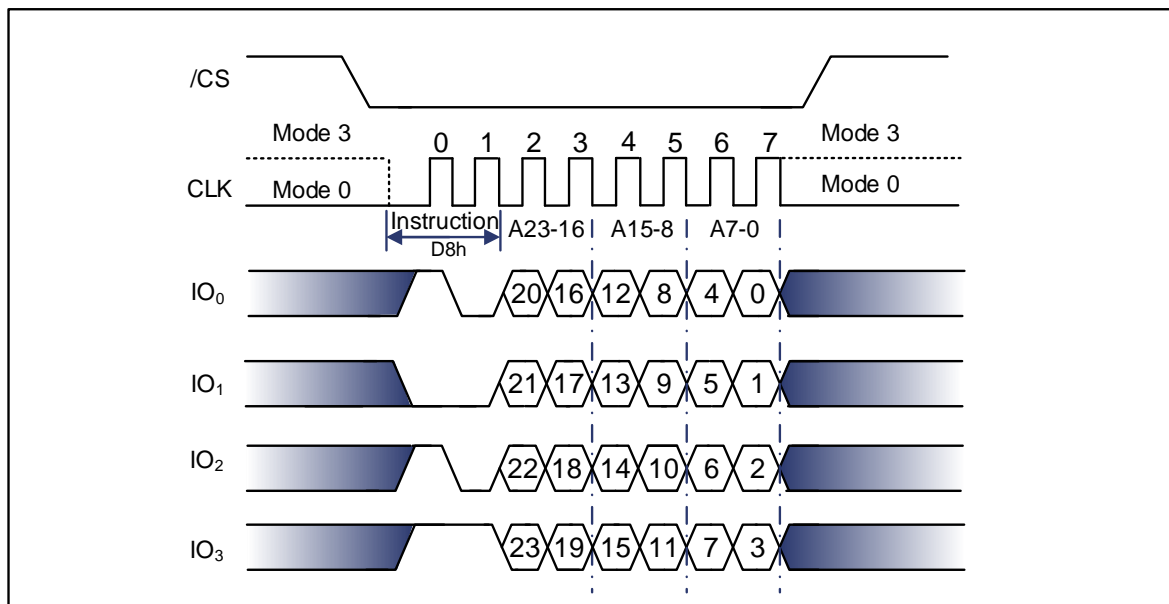 /CS
Mode 3 Mode 3
0 1 2 3 4 5 6 7
CLK Mode 0 Mode 0
Instruction A23-16 A15-8 A7-0
D8h
IO0 20 16 12 8 4 0
IO1 21 17 13 9 5 1
IO2 22 18 14 10 6 2
IO3 23 19 15 11 7 3